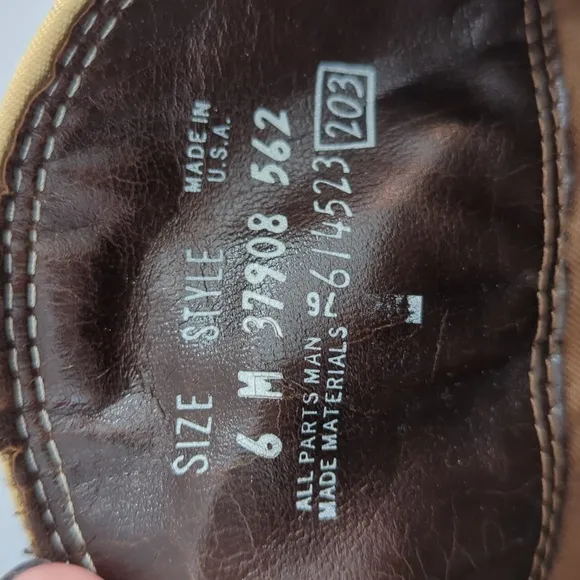 SIZE STYLE MADE IN
U.S.A.
6 M 37908 562
ALL PARTS MAN
MADE MATERIALS 6/4523 203